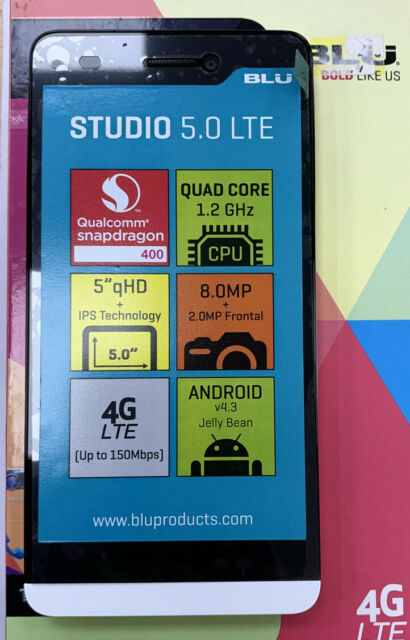 BLU
BLU
BOLD LIKE US
STUDIO 5.0 LTE
Qualcomm®
snapdragon
400
QUAD CORE
1.2 GHz
CPU
5"qHD
+
IPS Technology
5.0"
8.0MP
+
2.0MP Frontal
4G
LTE
(Up to 150Mbps)
ANDROID
v4.3
Jelly Bean
www.bluproducts.com
4G
LTE